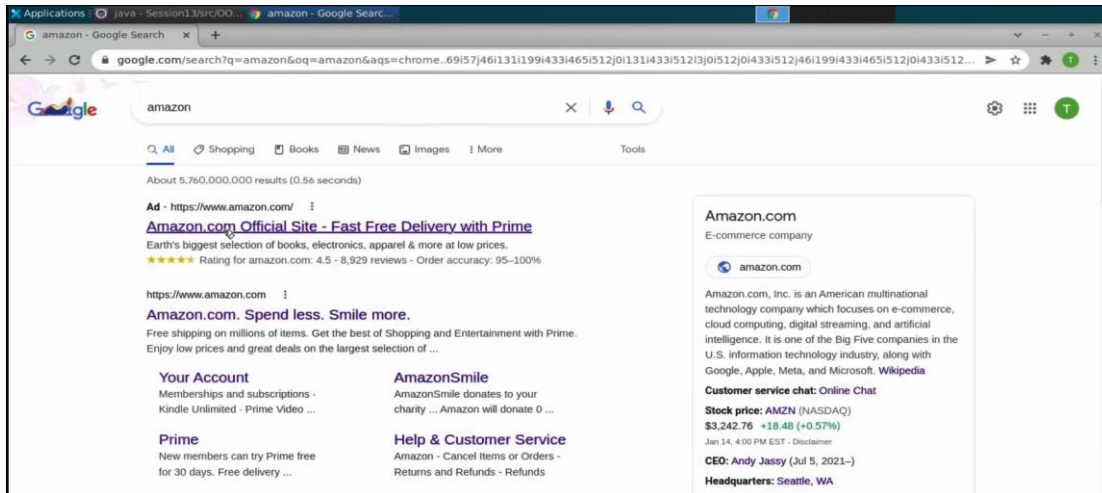 Applications : java - Session13/src/OO... amazon - Google Searc...
amazon - Google Search
google.com/search?q=amazon&oq=amazon&aqs=chrome..69i57j46i131i199i433i465i512j0i131i433i512l3j0i512j0i433i512j46i199i433i465i512j0i433i512...
T
Google
amazon
T
All Shopping Books News Images More Tools
About 5,760,000,000 results (0.56 seconds)
Ad · https://www.amazon.com/
Amazon.com Official Site - Fast Free Delivery with Prime
Earth's biggest selection of books, electronics, apparel & more at low prices.
Rating for amazon.com: 4.5 - 8,929 reviews - Order accuracy: 95–100%
https://www.amazon.com
Amazon.com. Spend less. Smile more.
Free shipping on millions of items. Get the best of Shopping and Entertainment with Prime.
Enjoy low prices and great deals on the largest selection of ...
Your Account
Memberships and subscriptions ·
Kindle Unlimited · Prime Video ...
AmazonSmile
AmazonSmile donates to your
charity ... Amazon will donate 0 ...
Prime
New members can try Prime free
for 30 days. Free delivery ...
Help & Customer Service
Amazon - Cancel Items or Orders -
Returns and Refunds - Refunds
Amazon.com
E-commerce company
amazon.com
Amazon.com, Inc. is an American multinational
technology company which focuses on e-commerce,
cloud computing, digital streaming, and artificial
intelligence. It is one of the Big Five companies in the
U.S. information technology industry, along with
Google, Apple, Meta, and Microsoft. Wikipedia
Customer service chat: Online Chat
Stock price: AMZN (NASDAQ)
$3,242.76 +18.48 (+0.57%)
Jan 14, 4:00 PM EST - Disclaimer
CEO: Andy Jassy (Jul 5, 2021–)
Headquarters: Seattle, WA